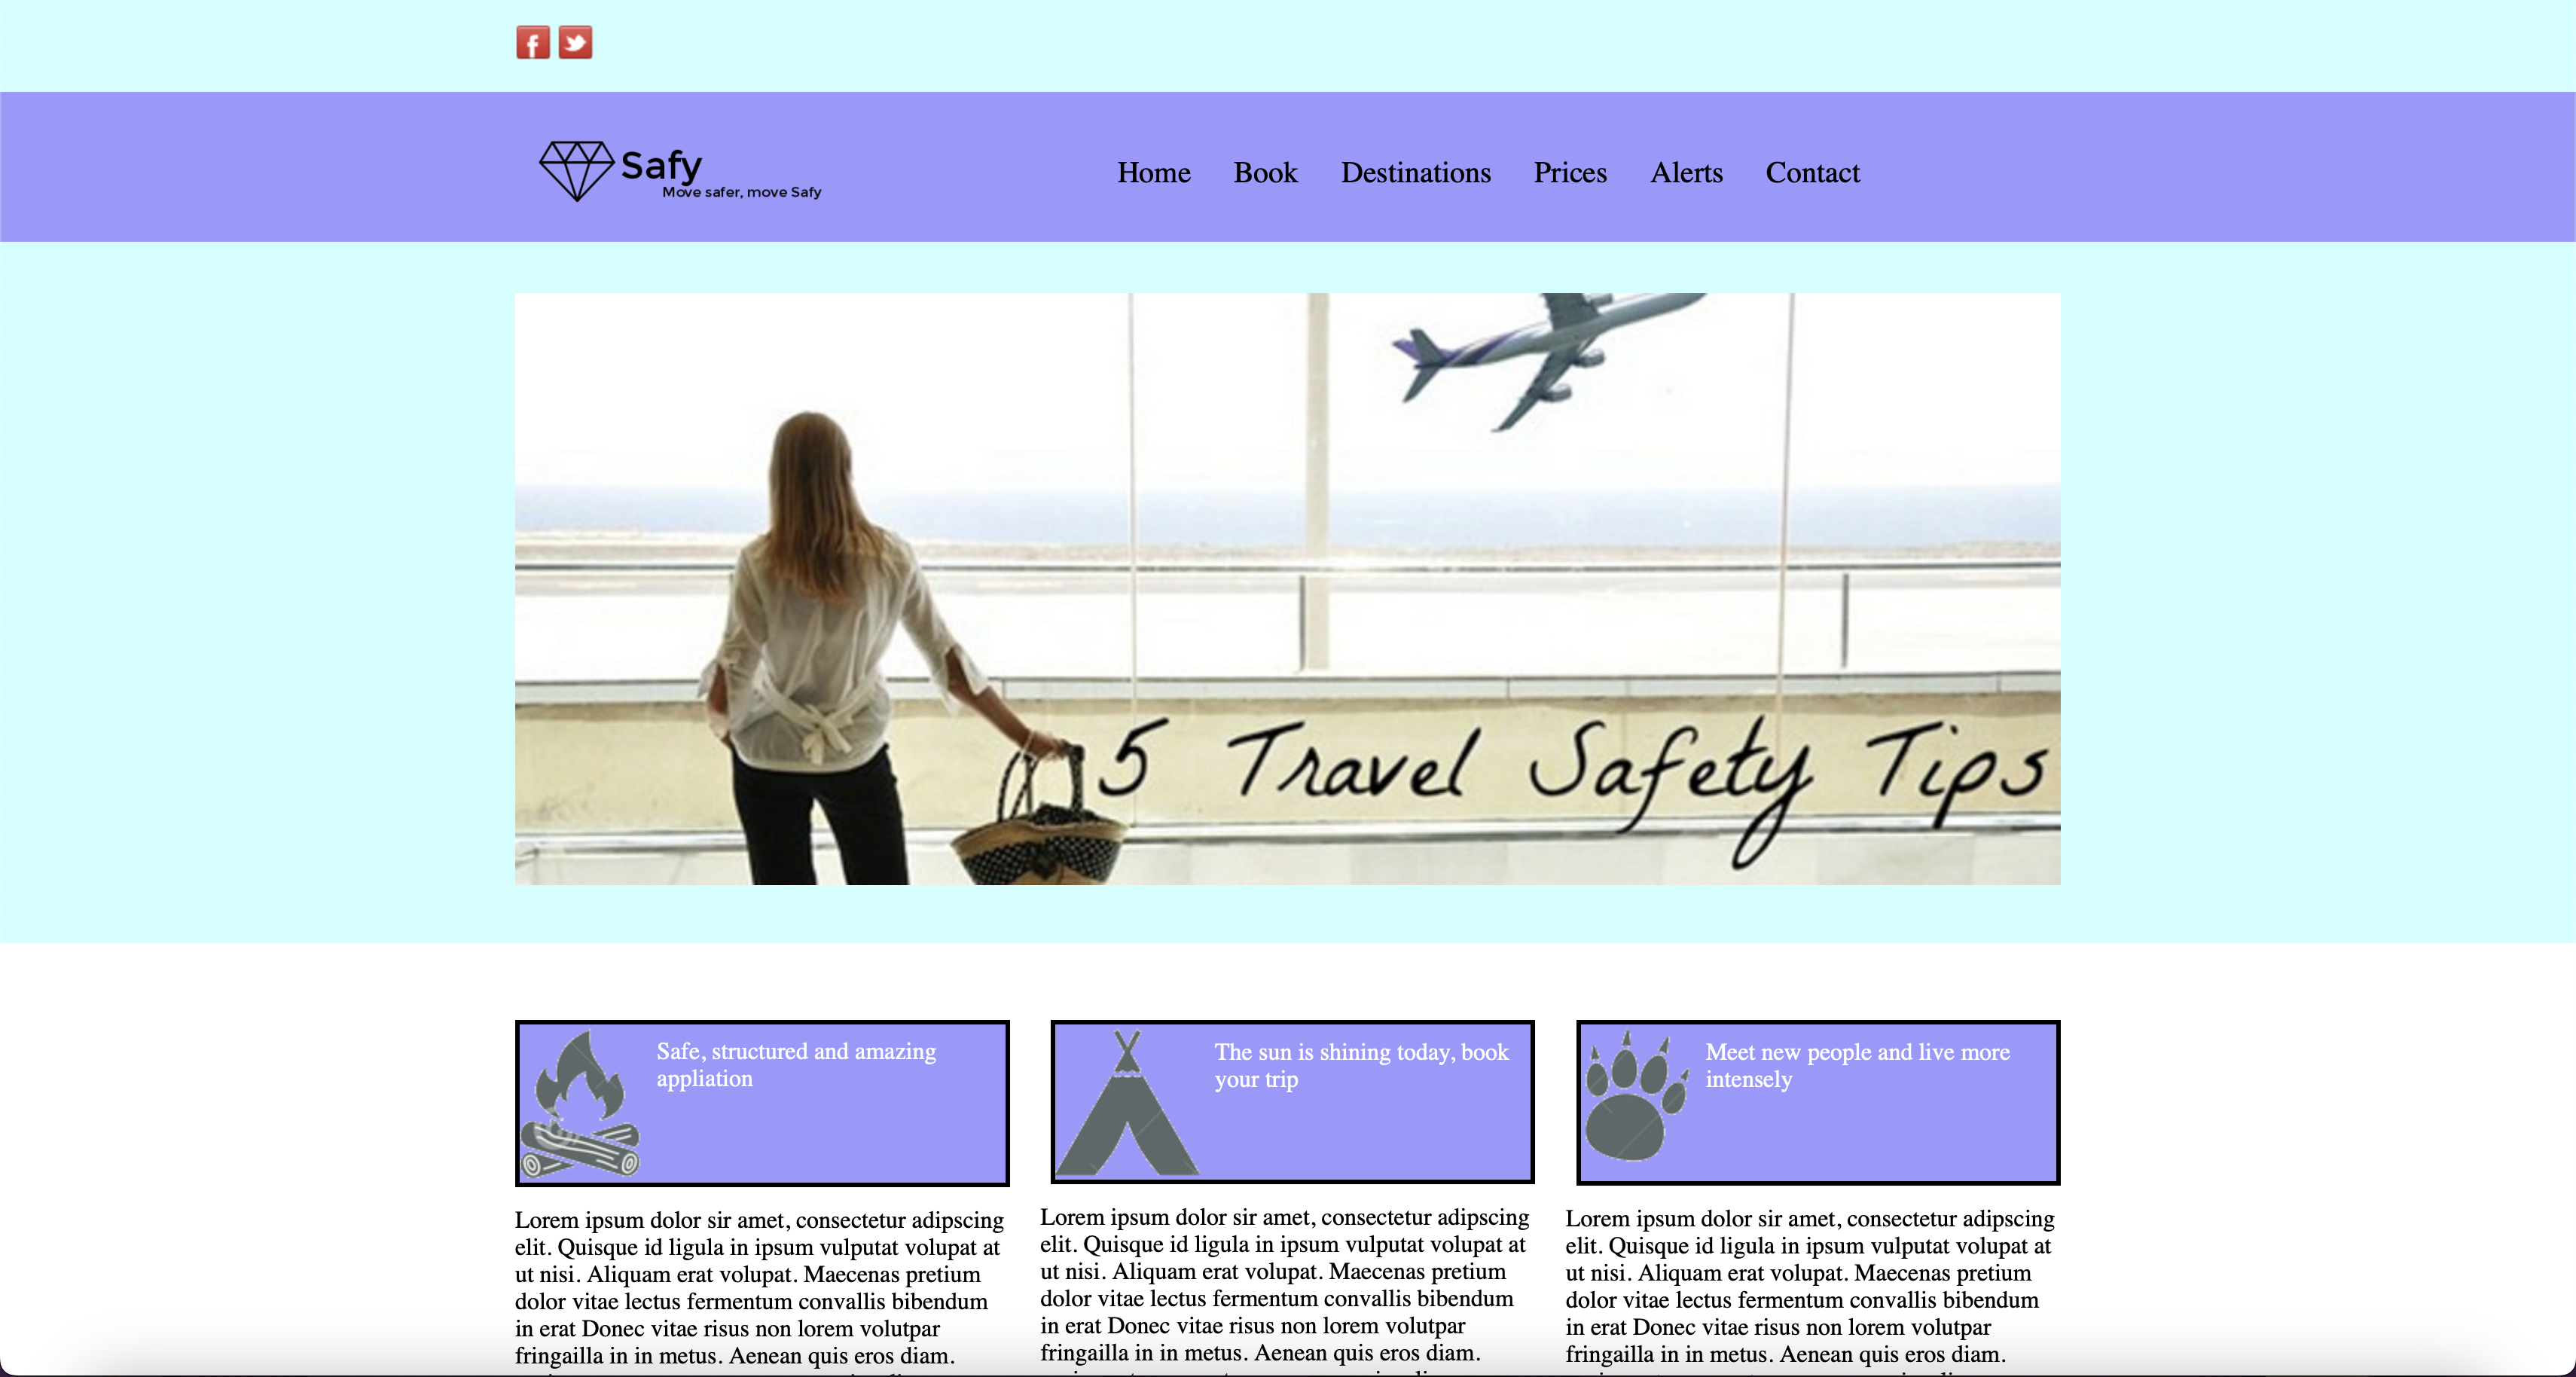 Safy
Move safer, move Safy
Home Book Destinations Prices Alerts Contact
5 Travel Safety Tips
Safe, structured and amazing
appliation
The sun is shining today, book
your trip
Meet new people and live more
intensely
Lorem ipsum dolor sir amet, consectetur adipscing
elit. Quisque id ligula in ipsum vulputat volupat at
ut nisi. Aliquam erat volupat. Maecenas pretium
dolor vitae lectus fermentum convallis bibendum
in erat Donec vitae risus non lorem volutpar
fringailla in in metus. Aenean quis eros diam.
Lorem ipsum dolor sir amet, consectetur adipscing
elit. Quisque id ligula in ipsum vulputat volupat at
ut nisi. Aliquam erat volupat. Maecenas pretium
dolor vitae lectus fermentum convallis bibendum
in erat Donec vitae risus non lorem volutpar
fringailla in in metus. Aenean quis eros diam.
Lorem ipsum dolor sir amet, consectetur adipscing
elit. Quisque id ligula in ipsum vulputat volupat at
ut nisi. Aliquam erat volupat. Maecenas pretium
dolor vitae lectus fermentum convallis bibendum
in erat Donec vitae risus non lorem volutpar
fringailla in in metus. Aenean quis eros diam.